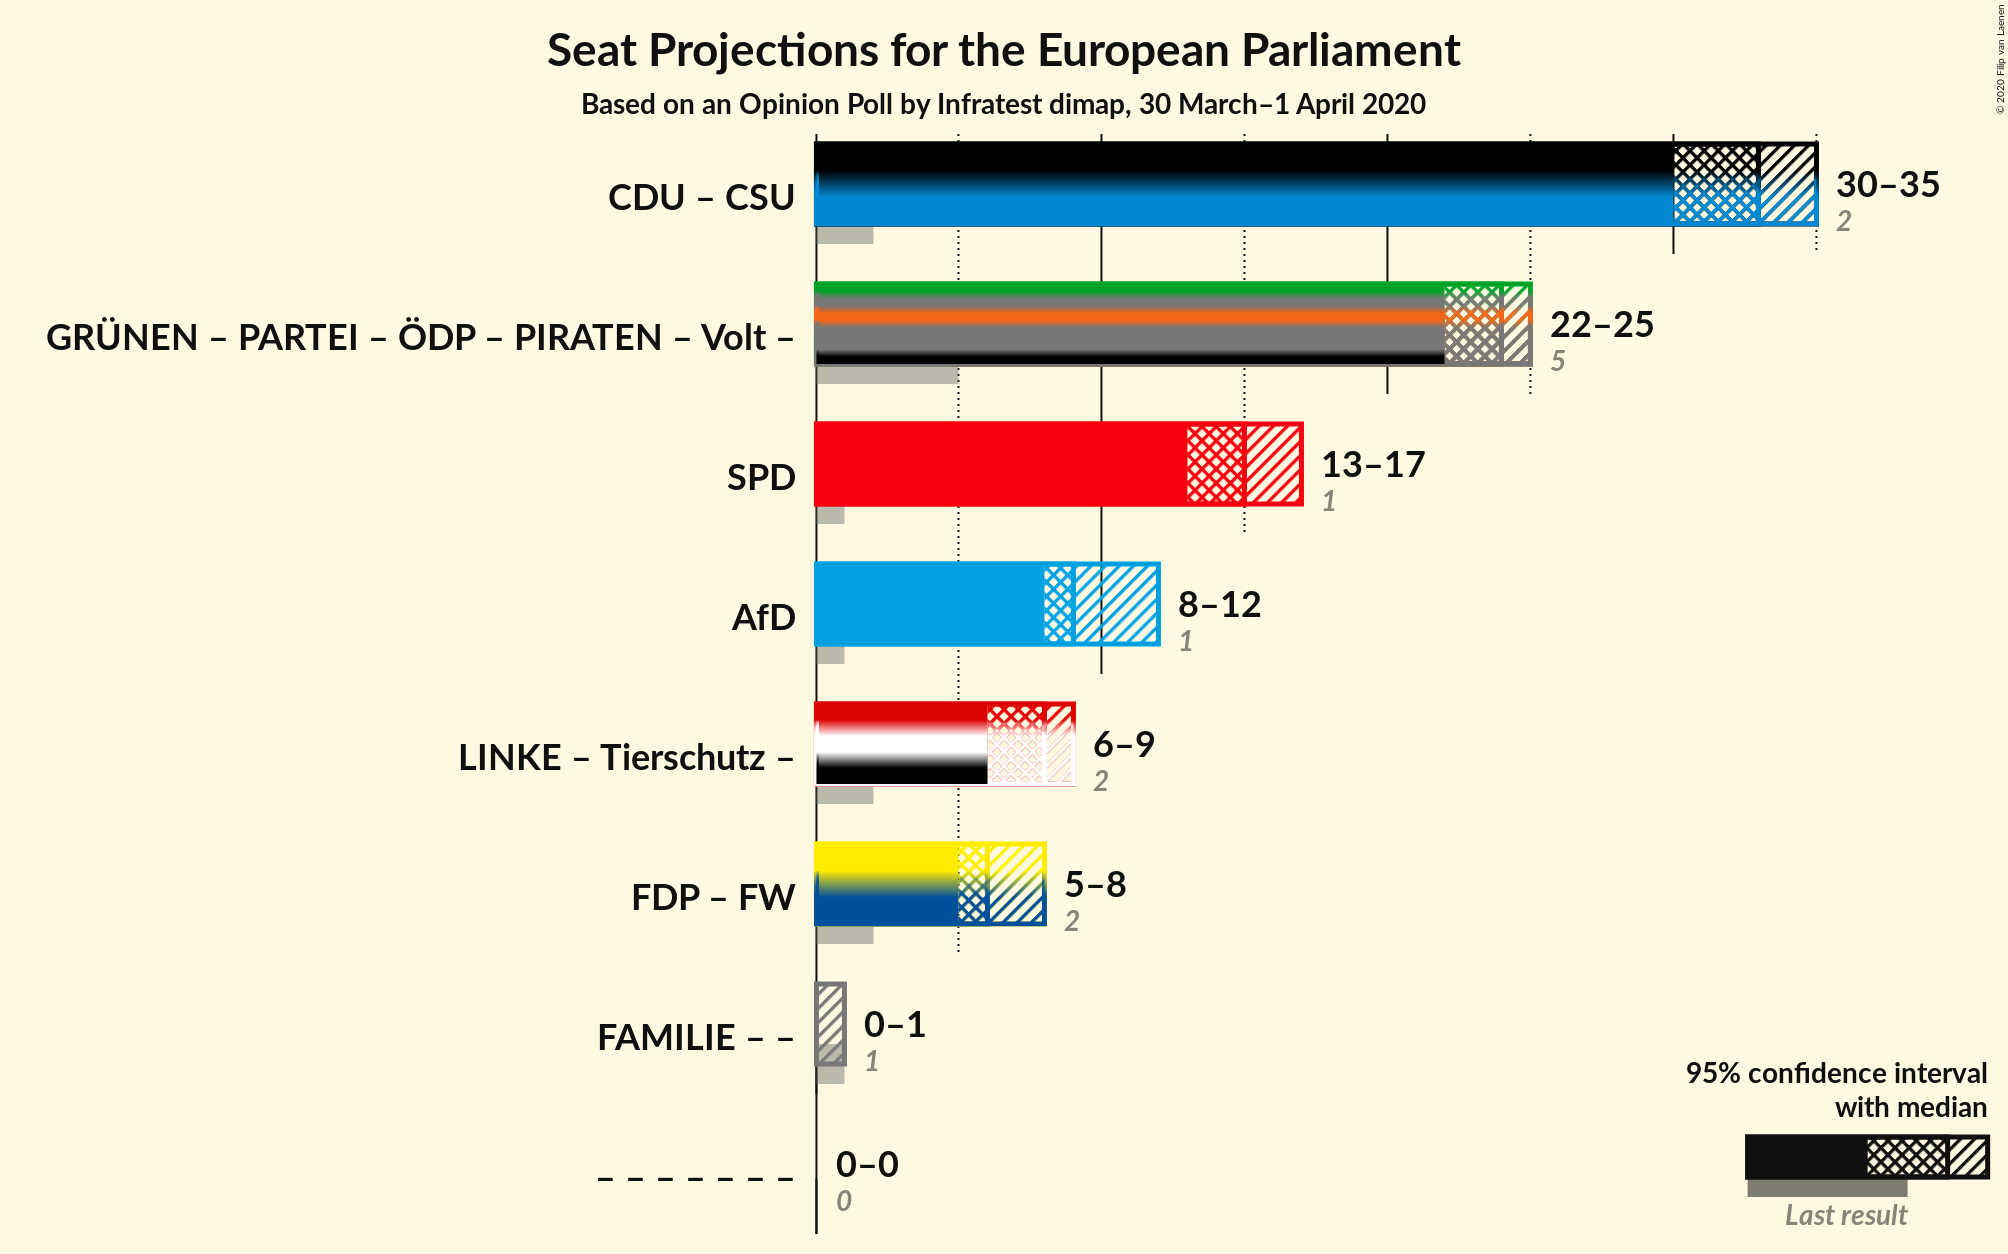 Seat Projections for the European Parliament
Based on an Opinion Poll by Infratest dimap, 30 March–1 April 2020
© 2020 Filip van Laenen
CDU – CSU
30–35
2
GRÜNEN – PARTEI – ÖDP – PIRATEN – Volt –
22–25
5
SPD
13–17
1
AfD
8–12
1
LINKE – Tierschutz –
6–9
2
FDP – FW
5–8
2
FAMILIE – –
0–1
1
– – – – – – –
0–0
0
95% confidence interval
with median
Last result